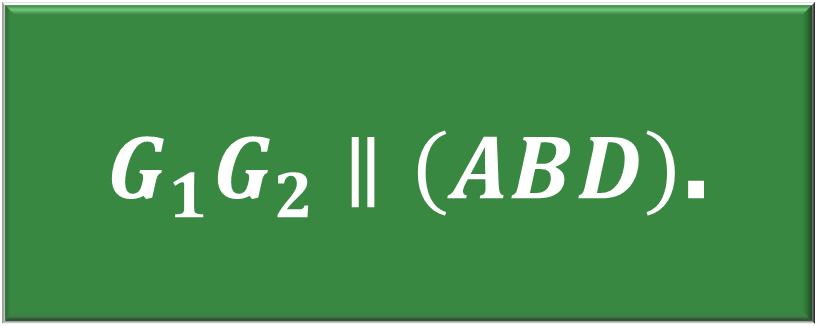 G₁G₂ ∥ (ABD).